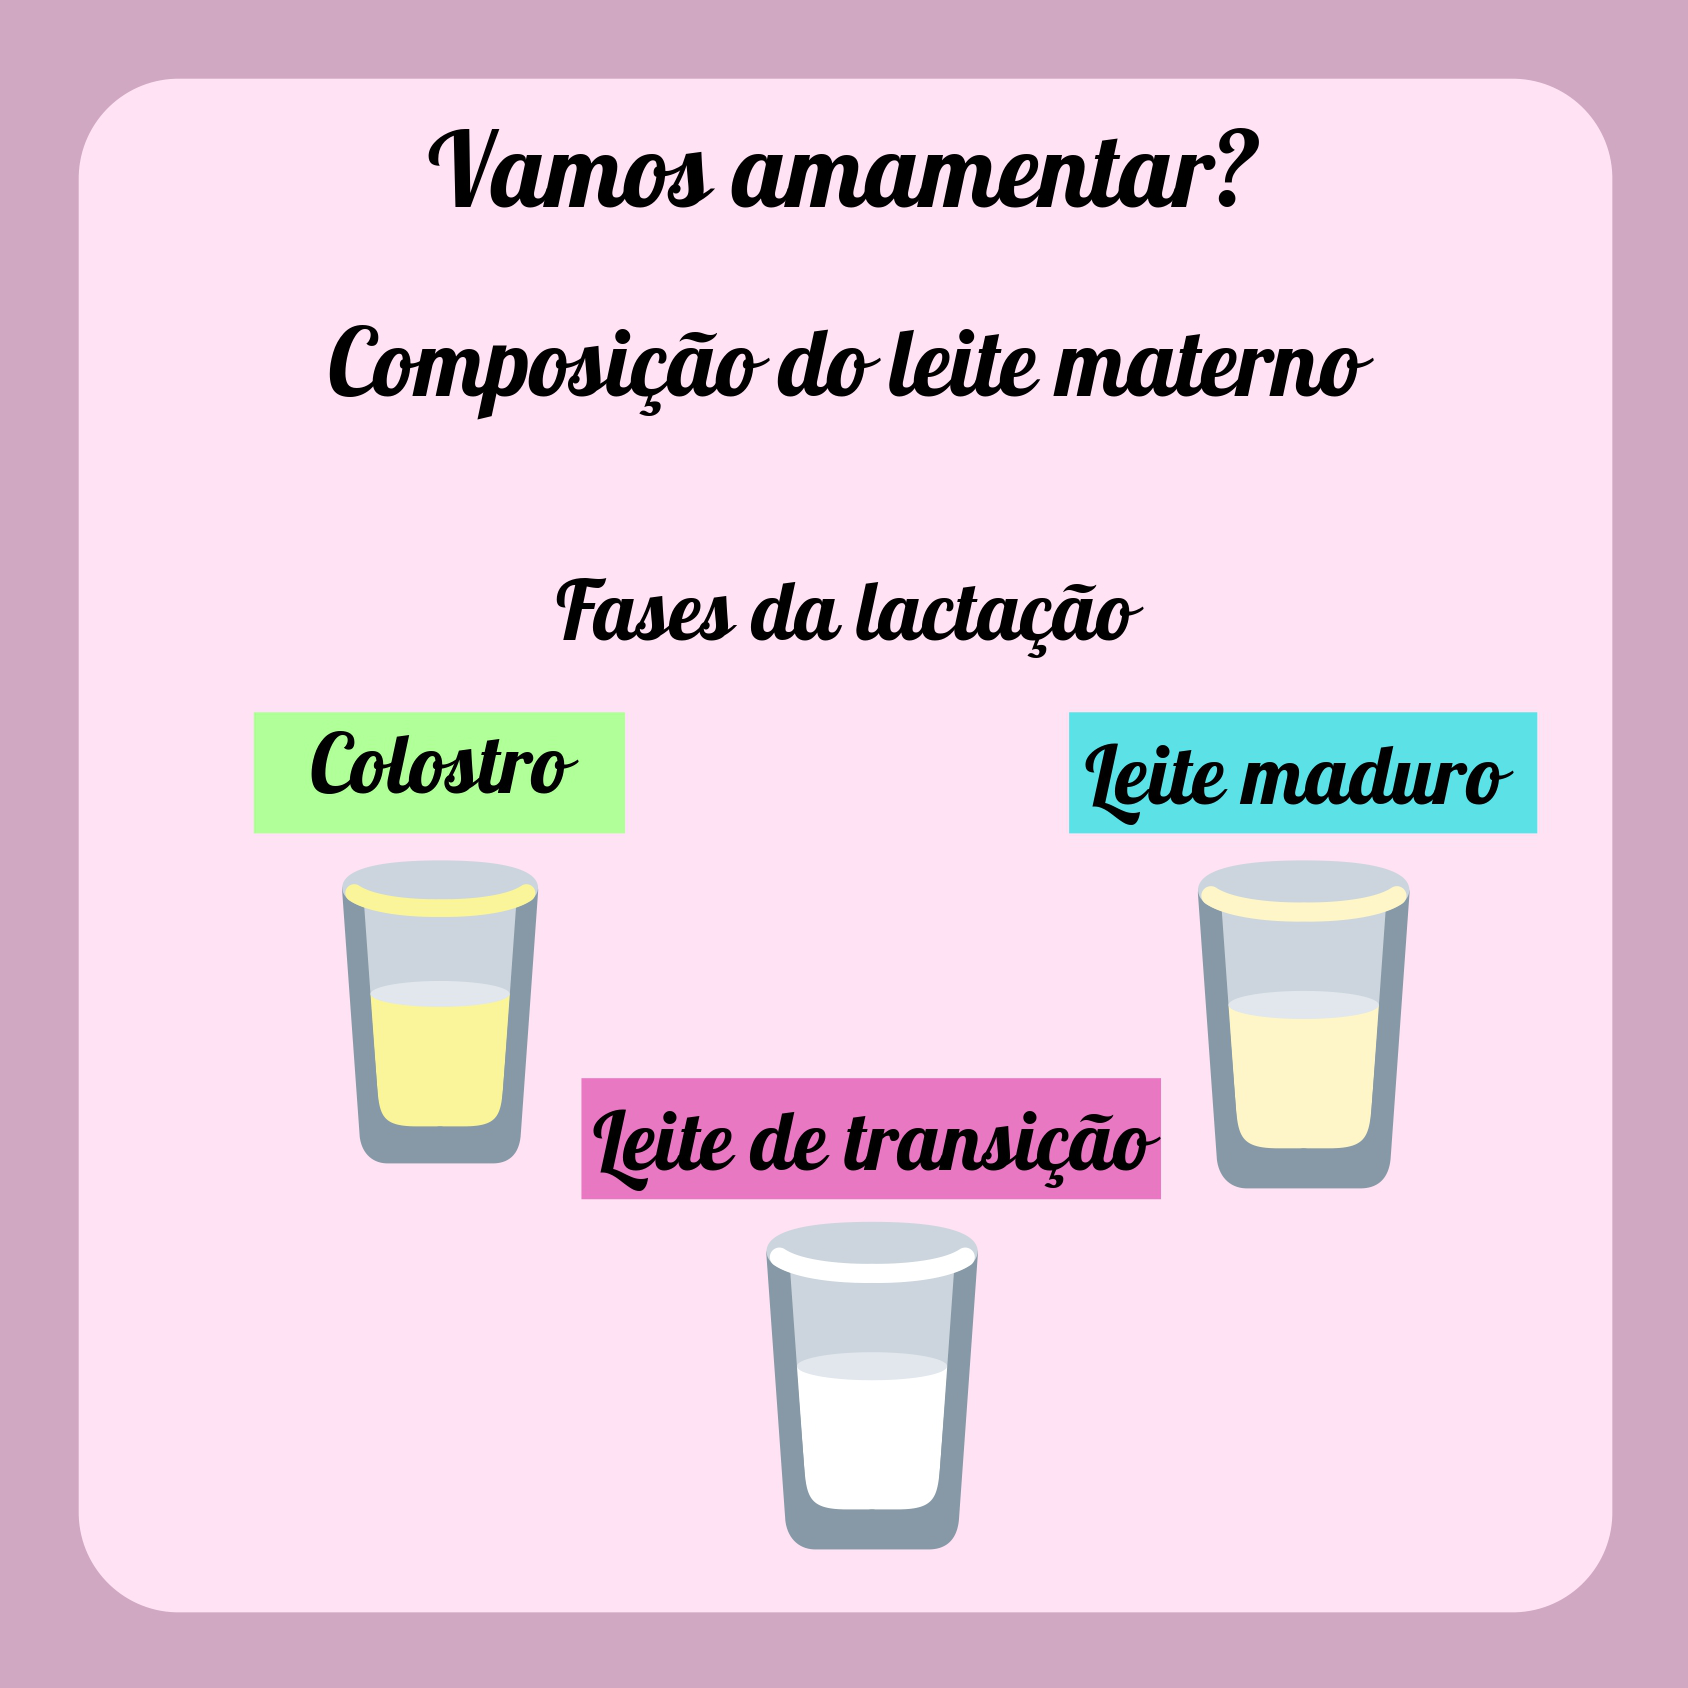 Vamos amamentar?
Composição do leite materno
Fases da lactação
Colostro
Leite maduro
Leite de transição